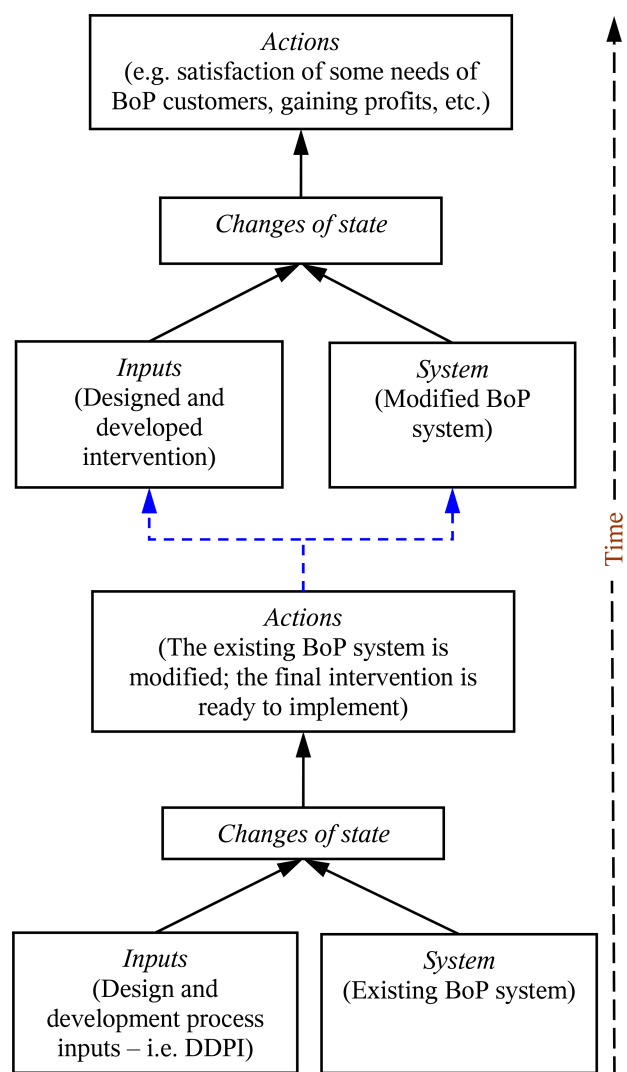 Actions
(e.g. satisfaction of some needs of
BoP customers, gaining profits, etc.)
Changes of state
Inputs
(Designed and
developed
intervention)
System
(Modified BoP
system)
Time
Actions
(The existing BoP system is
modified; the final intervention is
ready to implement)
Changes of state
Inputs
(Design and
development process
inputs – i.e. DDPI)
System
(Existing BoP system)